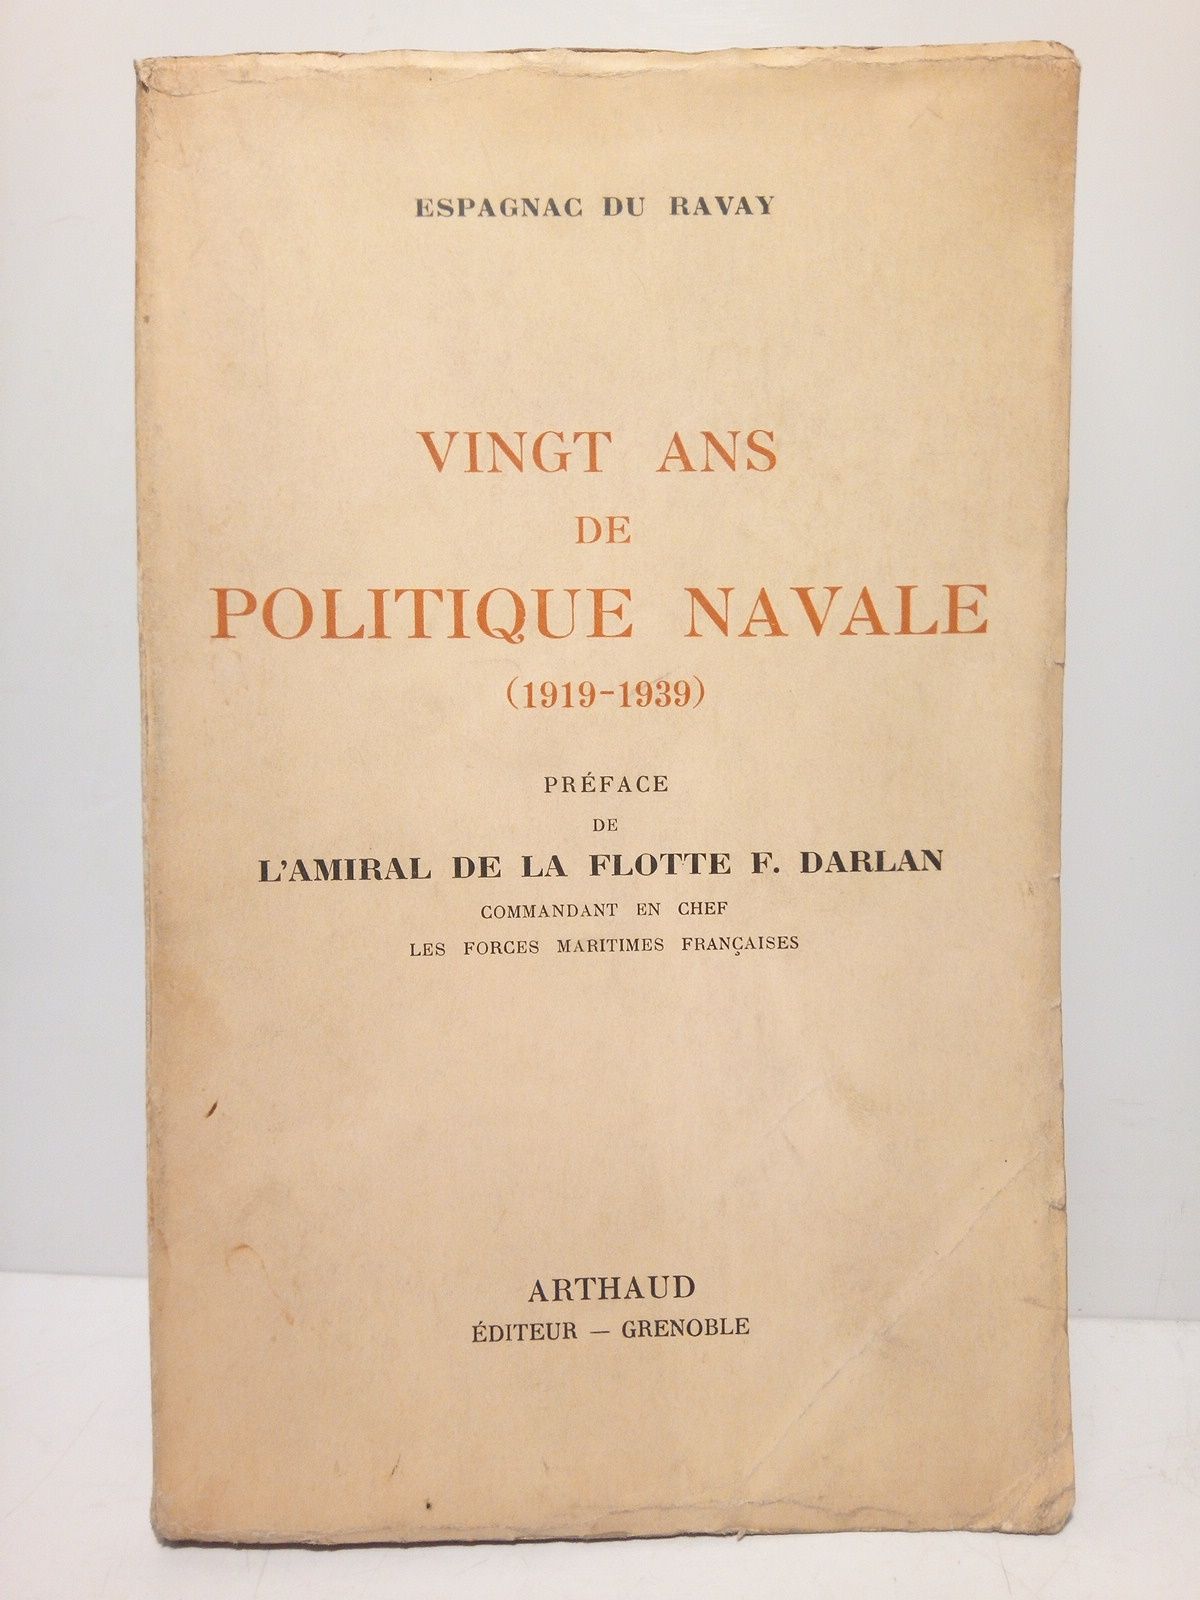 ESPAGNAC DU RAVAY
VINGT ANS
DE
POLITIQUE NAVALE
(1919-1939)
PRÉFACE
DE
L'AMIRAL DE LA FLOTTE F. DARLAN
COMMANDANT EN CHEF
LES FORCES MARITIMES FRANÇAISES
ARTHAUD
ÉDITEUR — GRENOBLE